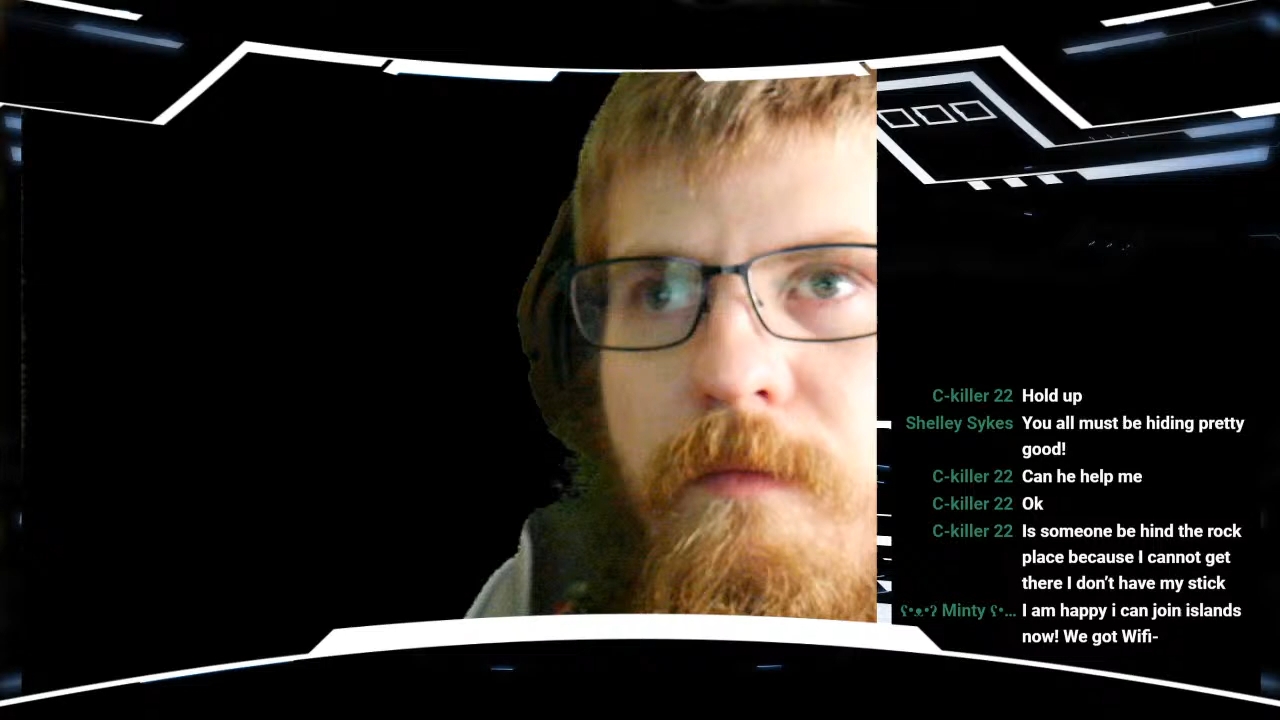 C-killer 22 Hold up
Shelley Sykes You all must be hiding pretty
good!
C-killer 22 Can he help me
C-killer 22 Ok
C-killer 22 Is someone be hind the rock
place because I cannot get
there I don’t have my stick
ʕ•ᴥ•ʔ Minty ʕ•… I am happy i can join islands
now! We got Wifi-